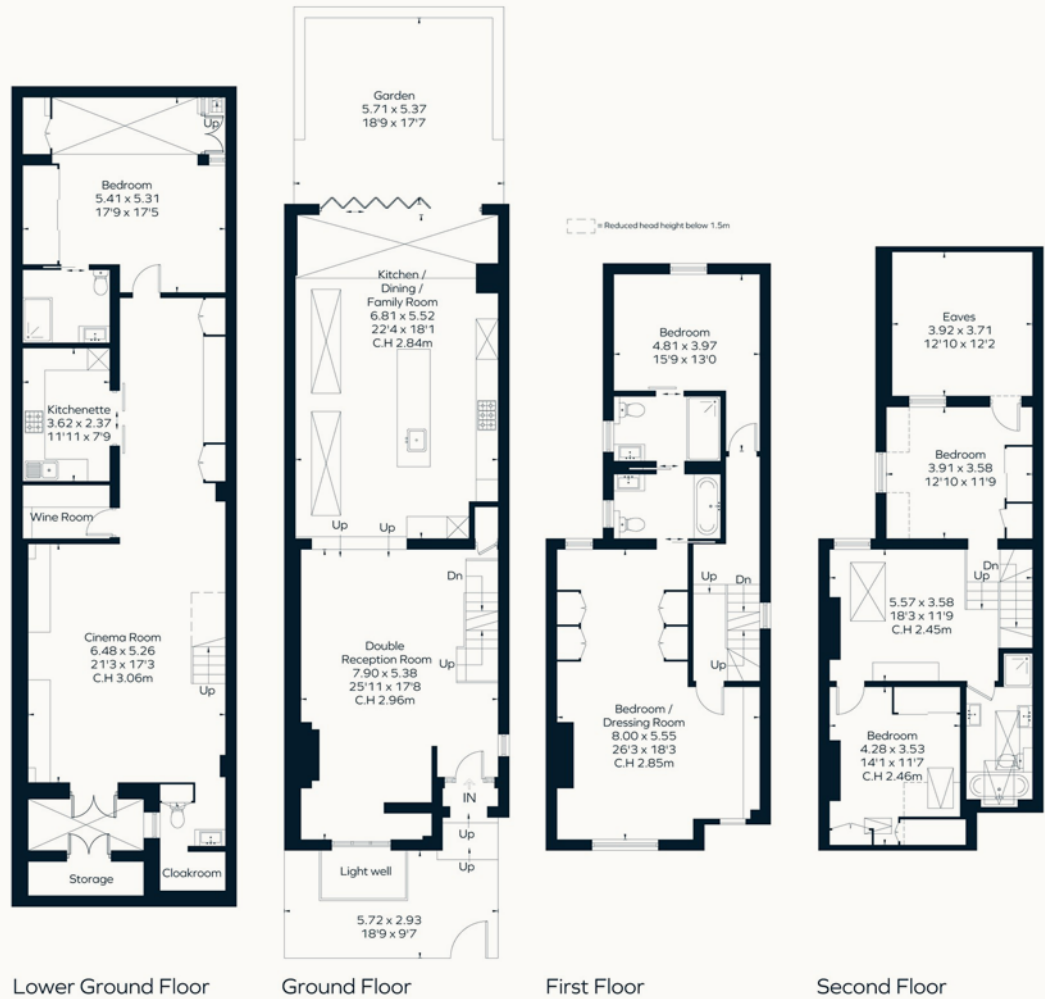 Up
Bedroom
5.41 x 5.31
17'9 x 17'5
Kitchenette
3.62 x 2.37
11'11 x 7'9
Wine Room
Cinema Room
6.48 x 5.26
21'3 x 17'3
C.H 3.06m
Up
Storage
Cloakroom
Lower Ground Floor
Garden
5.71 x 5.37
18'9 x 17'7
Kitchen /
Dining /
Family Room
6.81 x 5.52
22'4 x 18'1
C.H 2.84m
Up
Up
Dn
Double
Reception Room
7.90 x 5.38
25'11 x 17'8
C.H 2.96m
Up
IN
Up
Up
Light well
5.72 x 2.93
18'9 x 9'7
Ground Floor
= Reduced head height below 1.5m
Bedroom
4.81 x 3.97
15'9 x 13'0
Up
Dn
Up
Bedroom /
Dressing Room
8.00 x 5.55
26'3 x 18'3
C.H 2.85m
First Floor
Eaves
3.92 x 3.71
12'10 x 12'2
Bedroom
3.91 x 3.58
12'10 x 11'9
Dn
Up
5.57 x 3.58
18'3 x 11'9
C.H 2.45m
Bedroom
4.28 x 3.53
14'1 x 11'7
C.H 2.46m
Second Floor